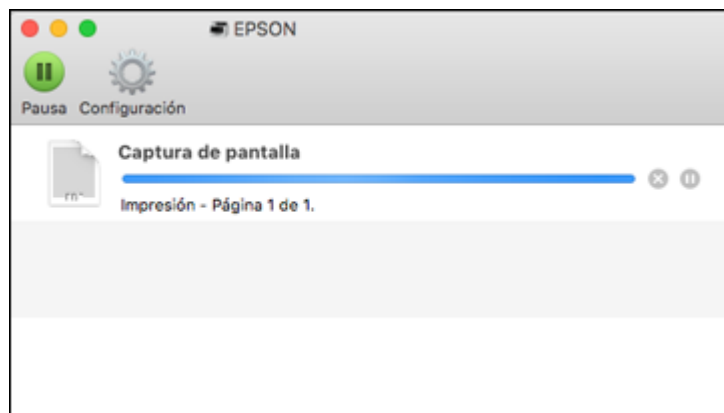 EPSON
Pausa Configuración
Captura de pantalla
Impresión - Página 1 de 1.